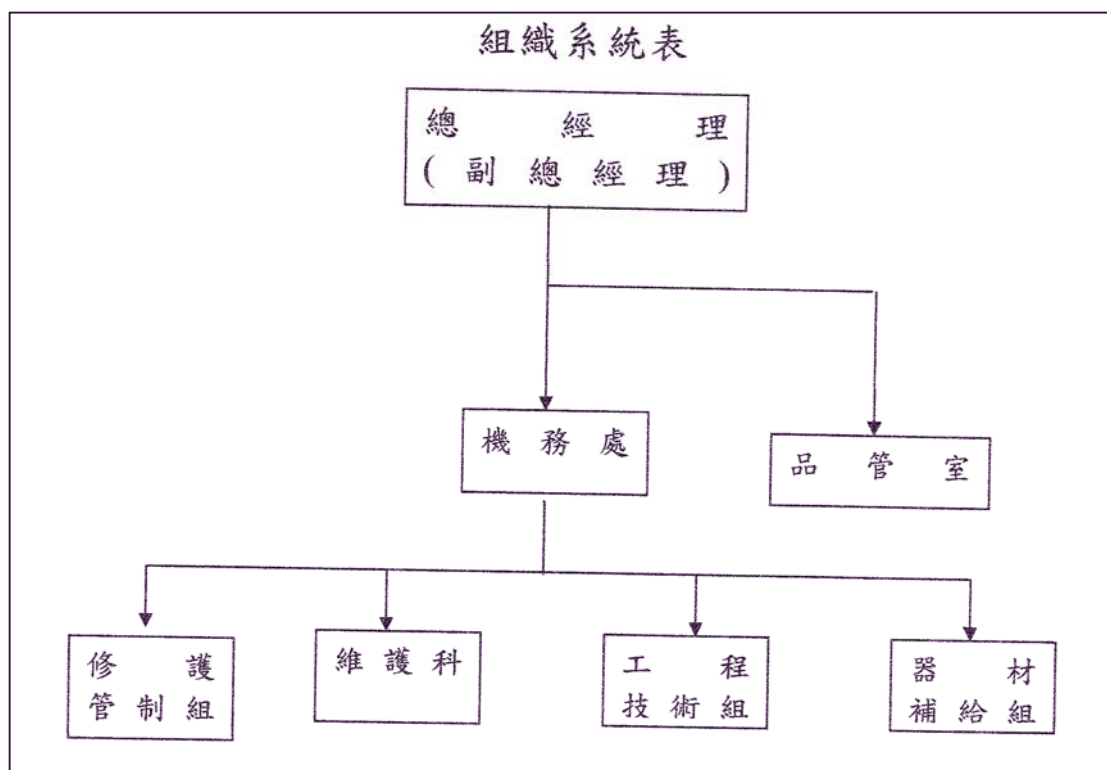 組織系統表
總經理
(副總經理)
機務處
品管室
修護
管制組
維護科
工程
技術組
器材
補給組